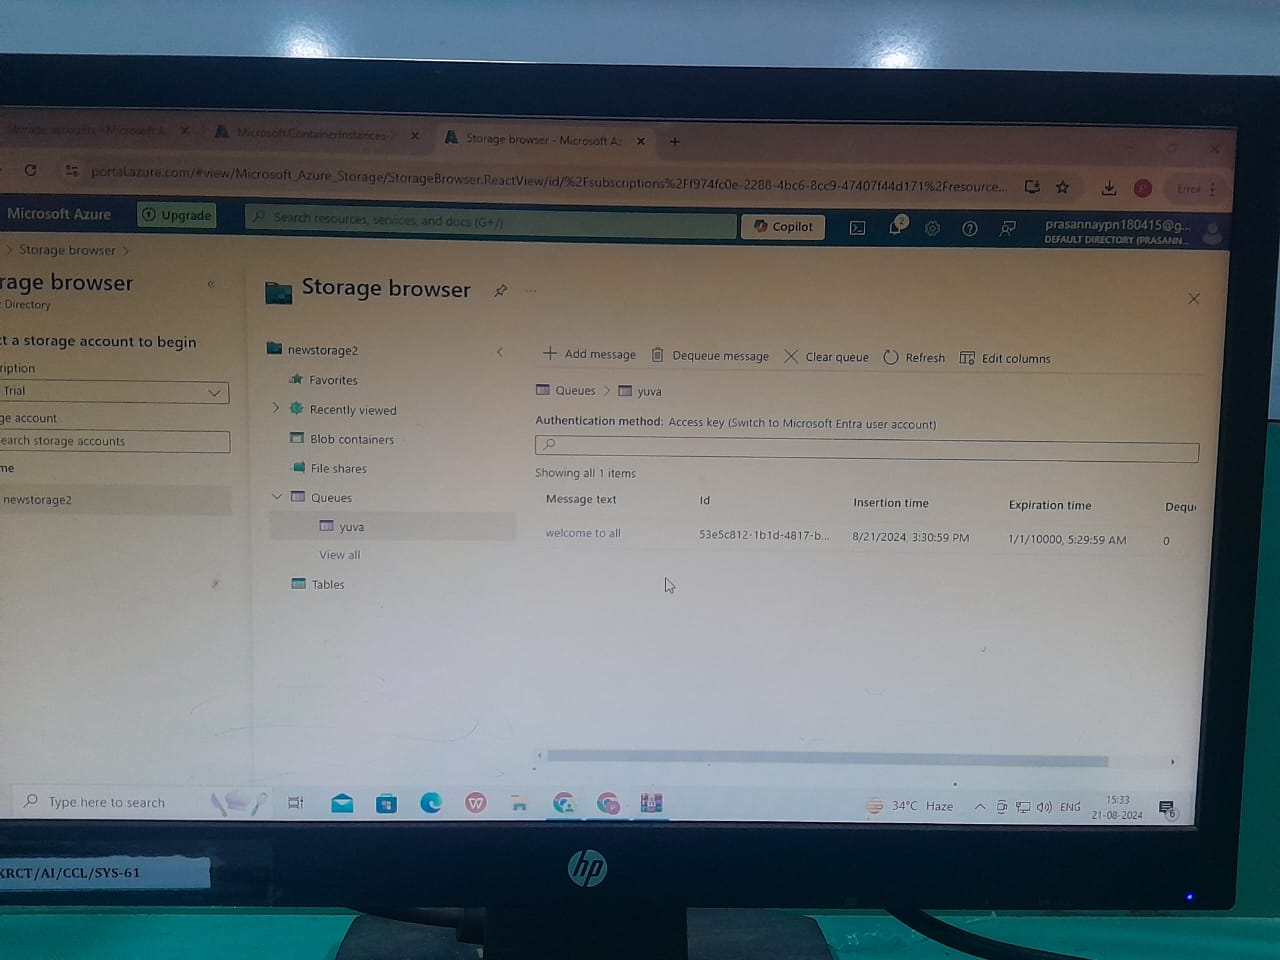 Storage accounts - Microsoft A
Microsoft.ContainerInstances-2
Storage browser - Microsoft Az
portal.azure.com/#view/Microsoft_Azure_Storage/StorageBrowser.ReactView/id/%2Fsubscriptions%2Ff974fc0e-2288-4bc6-8cc9-47407f44d171%2Fresource...
P
Error
Microsoft Azure
Upgrade
Search resources, services, and docs (G+/)
Copilot
2
prasannaypn180415@g...
DEFAULT DIRECTORY (PRASANN...
Storage browser
rage browser
Directory
ct a storage account to begin
ription
Trial
ge account
earch storage accounts
me
newstorage2
Storage browser
...
newstorage2
Favorites
Recently viewed
Blob containers
File shares
Queues
yuva
View all
Tables
Add message
Dequeue message
Clear queue
Refresh
Edit columns
Queues > yuva
Authentication method: Access key (Switch to Microsoft Entra user account)
Showing all 1 items
Message text Id Insertion time Expiration time Dequ
welcome to all 53e5c812-1b1d-4817-b... 8/21/2024, 3:30:59 PM 1/1/10000, 5:29:59 AM 0
Type here to search
34°C Haze
ENG
15:33
21-08-2024
6
hp
KRCT/AI/CCL/SYS-61